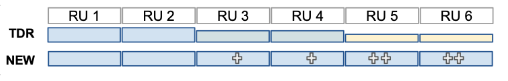 RU 1 RU 2 RU 3 RU 4 RU 5 RU 6
TDR
NEW + + ++ ++